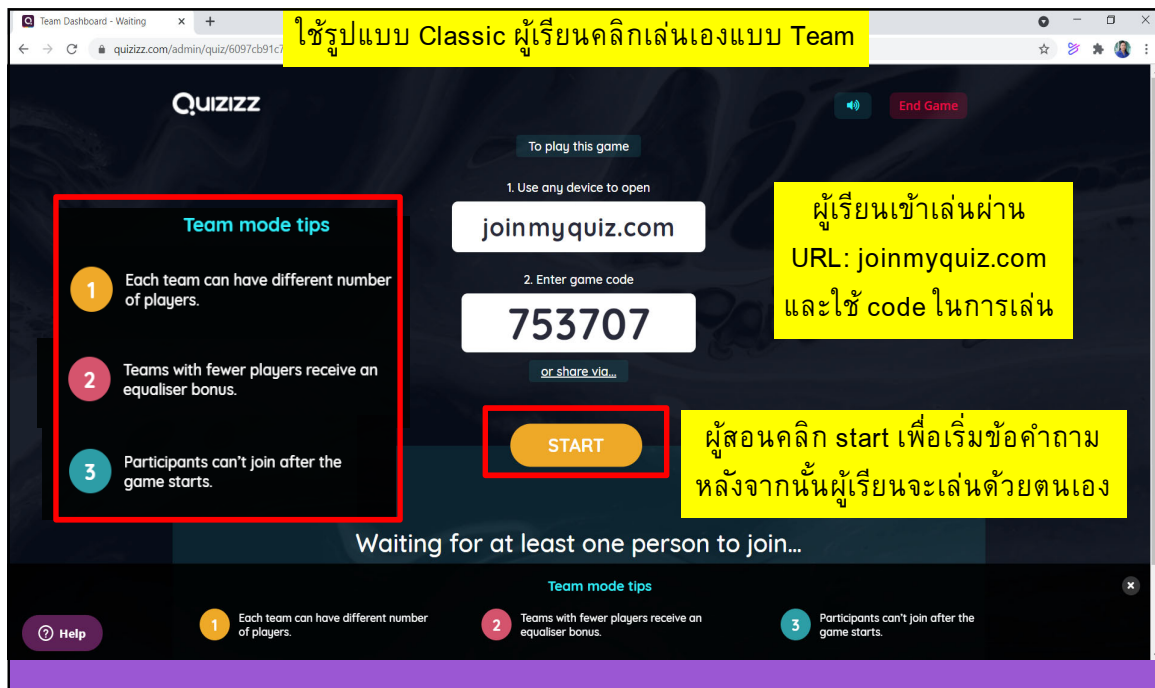 Team Dashboard - Waiting
ใช้รูปแบบ Classic ผู้เรียนคลิกเล่นเองแบบ Team
quizizz.com/admin/quiz/6097cb91c7
Quizizz
End Game
To play this game
1. Use any device to open
joinmyquiz.com
2. Enter game code
753707
or share via...
START
Team mode tips
1
Each team can have different number
of players.
2
Teams with fewer players receive an
equaliser bonus.
3
Participants can't join after the
game starts.
ผู้เรียนเข้าเล่นผ่าน
URL: joinmyquiz.com
และใช้ code ในการเล่น
ผู้สอนคลิก start เพื่อเริ่มข้อคำถาม
หลังจากนั้นผู้เรียนจะเล่นด้วยตนเอง
Waiting for at least one person to join...
Team mode tips
1
Each team can have different number
of players.
2
Teams with fewer players receive an
equaliser bonus.
3
Participants can't join after the
game starts.
Help